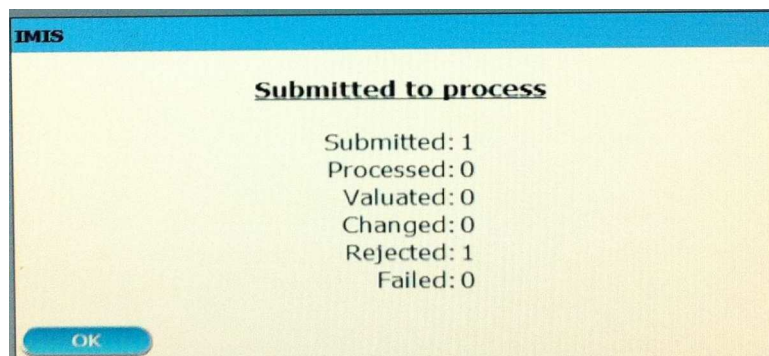 IMIS
Submitted to process
Submitted: 1
Processed: 0
Valuated: 0
Changed: 0
Rejected: 1
Failed: 0
OK